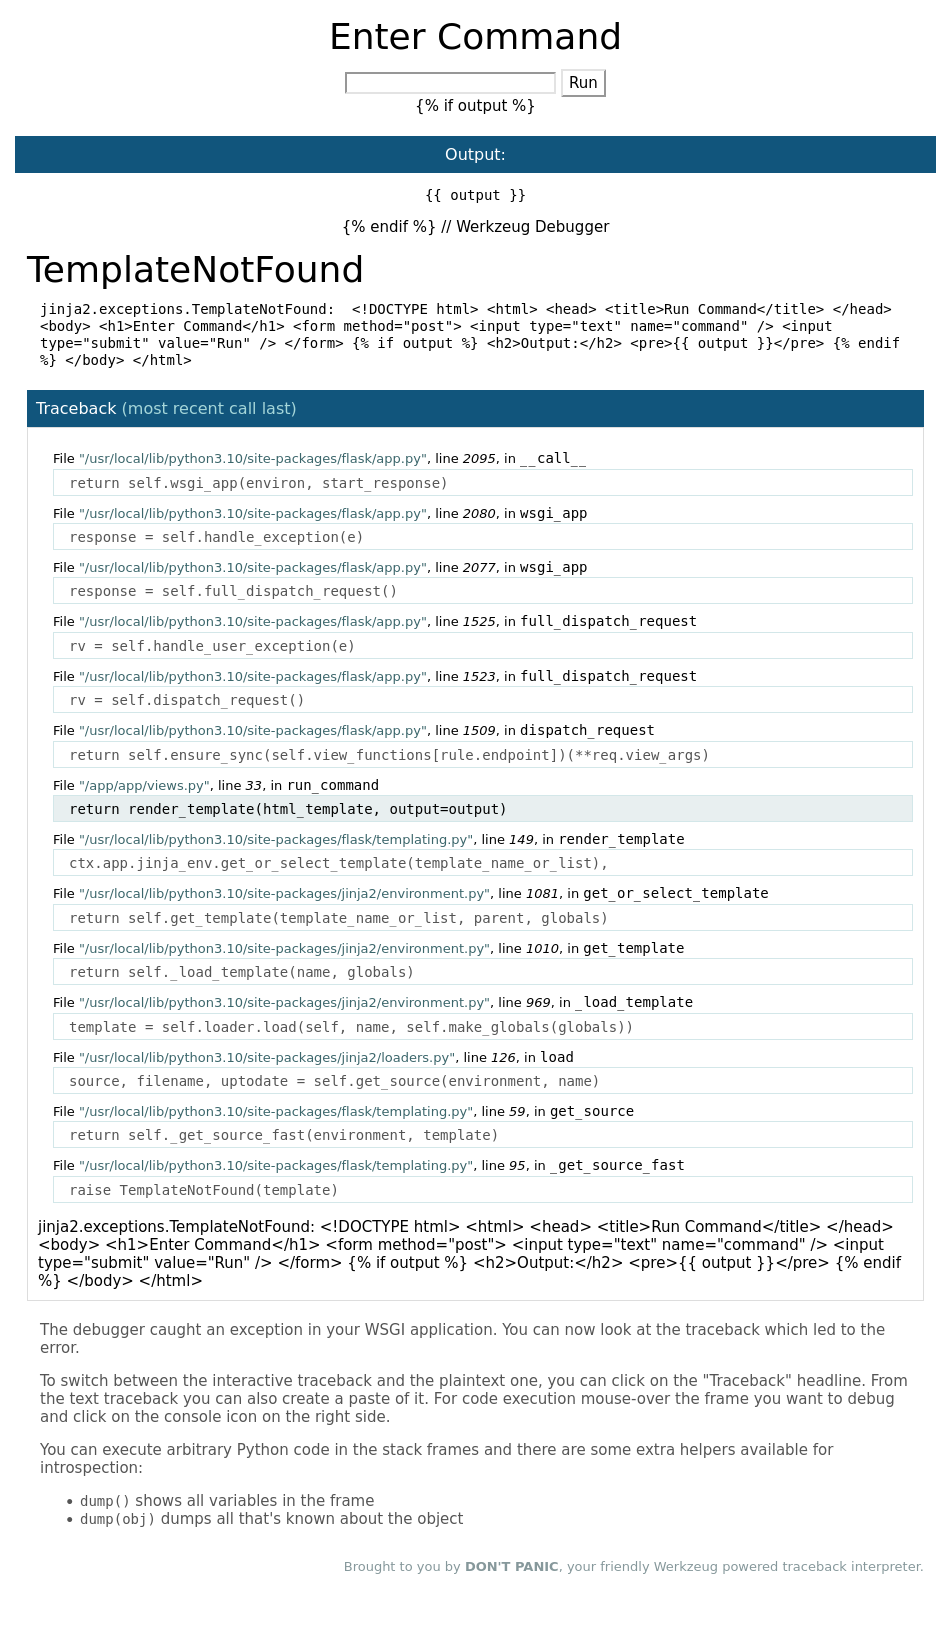 Enter Command
Run
{% if output %}
Output:
{{ output }}
{% endif %} // Werkzeug Debugger
TemplateNotFound
jinja2.exceptions.TemplateNotFound:  <!DOCTYPE html> <html> <head> <title>Run Command</title> </head>
<body> <h1>Enter Command</h1> <form method="post"> <input type="text" name="command" /> <input
type="submit" value="Run" /> </form> {% if output %} <h2>Output:</h2> <pre>{{ output }}</pre> {% endif
%} </body> </html>
Traceback (most recent call last)
File "/usr/local/lib/python3.10/site-packages/flask/app.py", line 2095, in __call__
return self.wsgi_app(environ, start_response)
File "/usr/local/lib/python3.10/site-packages/flask/app.py", line 2080, in wsgi_app
response = self.handle_exception(e)
File "/usr/local/lib/python3.10/site-packages/flask/app.py", line 2077, in wsgi_app
response = self.full_dispatch_request()
File "/usr/local/lib/python3.10/site-packages/flask/app.py", line 1525, in full_dispatch_request
rv = self.handle_user_exception(e)
File "/usr/local/lib/python3.10/site-packages/flask/app.py", line 1523, in full_dispatch_request
rv = self.dispatch_request()
File "/usr/local/lib/python3.10/site-packages/flask/app.py", line 1509, in dispatch_request
return self.ensure_sync(self.view_functions[rule.endpoint])(**req.view_args)
File "/app/app/views.py", line 33, in run_command
return render_template(html_template, output=output)
File "/usr/local/lib/python3.10/site-packages/flask/templating.py", line 149, in render_template
ctx.app.jinja_env.get_or_select_template(template_name_or_list),
File "/usr/local/lib/python3.10/site-packages/jinja2/environment.py", line 1081, in get_or_select_template
return self.get_template(template_name_or_list, parent, globals)
File "/usr/local/lib/python3.10/site-packages/jinja2/environment.py", line 1010, in get_template
return self._load_template(name, globals)
File "/usr/local/lib/python3.10/site-packages/jinja2/environment.py", line 969, in _load_template
template = self.loader.load(self, name, self.make_globals(globals))
File "/usr/local/lib/python3.10/site-packages/jinja2/loaders.py", line 126, in load
source, filename, uptodate = self.get_source(environment, name)
File "/usr/local/lib/python3.10/site-packages/flask/templating.py", line 59, in get_source
return self._get_source_fast(environment, template)
File "/usr/local/lib/python3.10/site-packages/flask/templating.py", line 95, in _get_source_fast
raise TemplateNotFound(template)
jinja2.exceptions.TemplateNotFound: <!DOCTYPE html> <html> <head> <title>Run Command</title> </head>
<body> <h1>Enter Command</h1> <form method="post"> <input type="text" name="command" /> <input
type="submit" value="Run" /> </form> {% if output %} <h2>Output:</h2> <pre>{{ output }}</pre> {% endif
%} </body> </html>
The debugger caught an exception in your WSGI application. You can now look at the traceback which led to the
error.
To switch between the interactive traceback and the plaintext one, you can click on the "Traceback" headline. From
the text traceback you can also create a paste of it. For code execution mouse-over the frame you want to debug
and click on the console icon on the right side.
You can execute arbitrary Python code in the stack frames and there are some extra helpers available for
introspection:
• dump() shows all variables in the frame
• dump(obj) dumps all that's known about the object
Brought to you by DON'T PANIC, your friendly Werkzeug powered traceback interpreter.